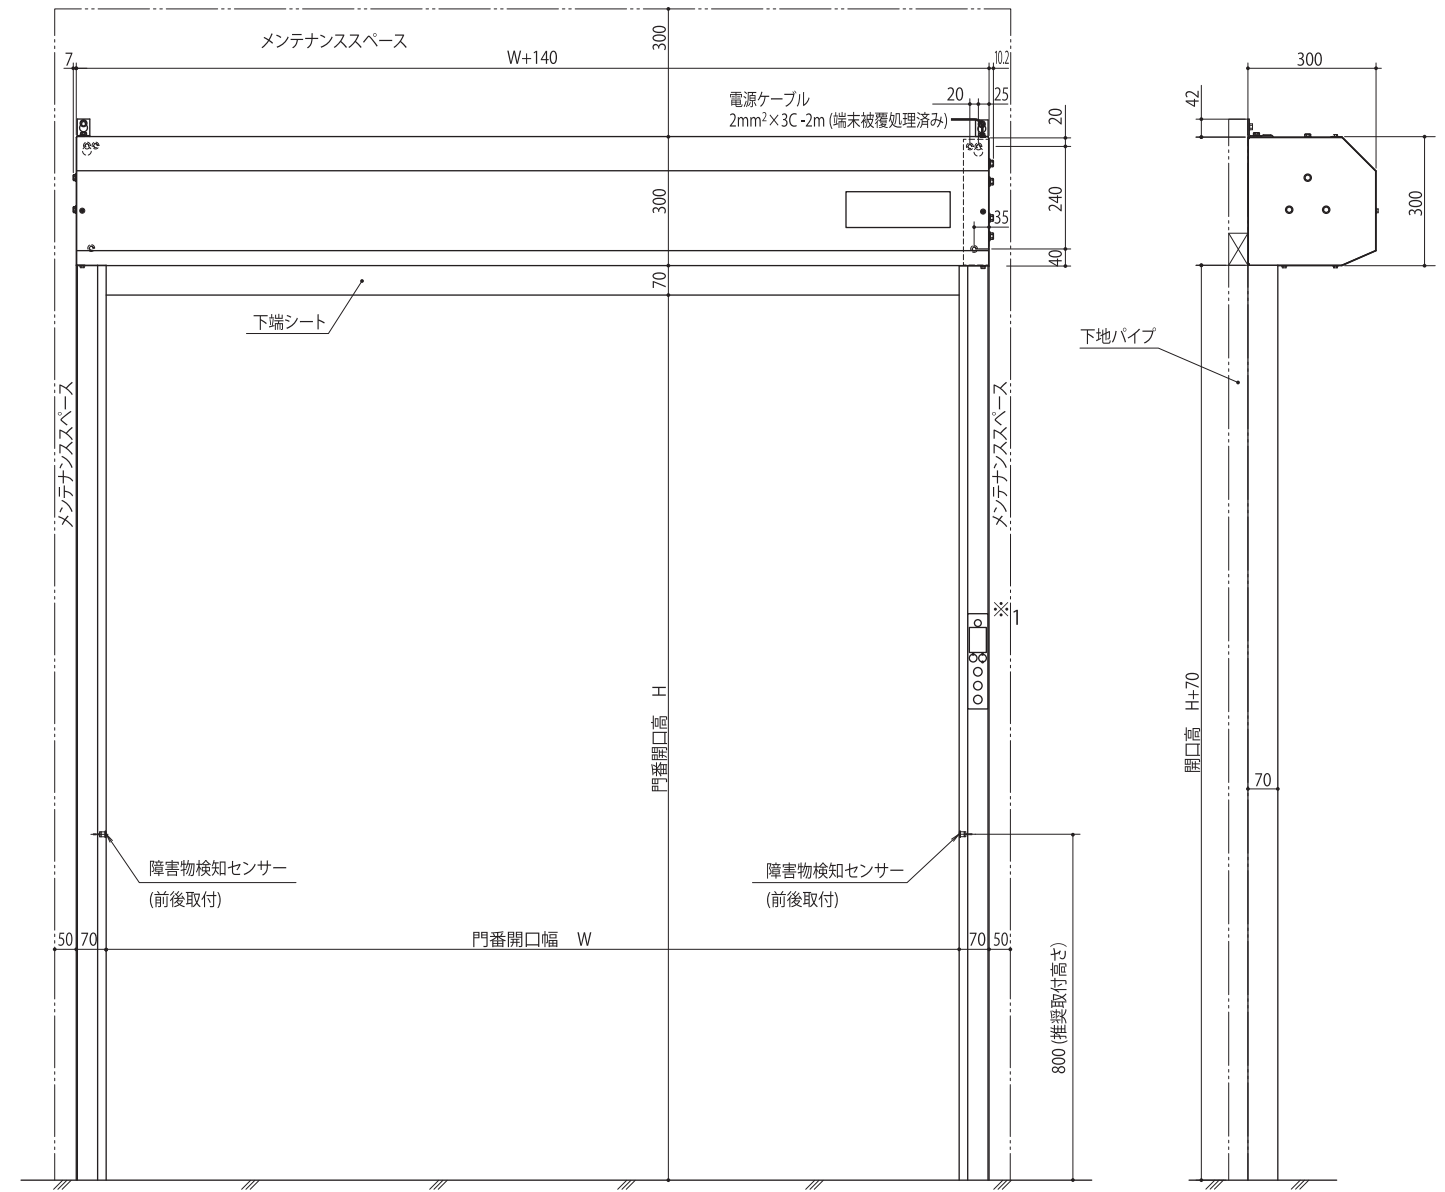 メンテナンススペース
300
7
W+140
10.2
300
電源ケーブル
2mm²×3C -2m (端末被覆処理済み)
20
25
20
42
300
240
35
300
40
70
下端シート
下地パイプ
メンテナンススペース
メンテナンススペース
※1
門番開口高 H
開口高 H+70
70
障害物検知センサー
(前後取付)
障害物検知センサー
(前後取付)
50
70
門番開口幅 W
70
50
800 (推奨取付高さ)